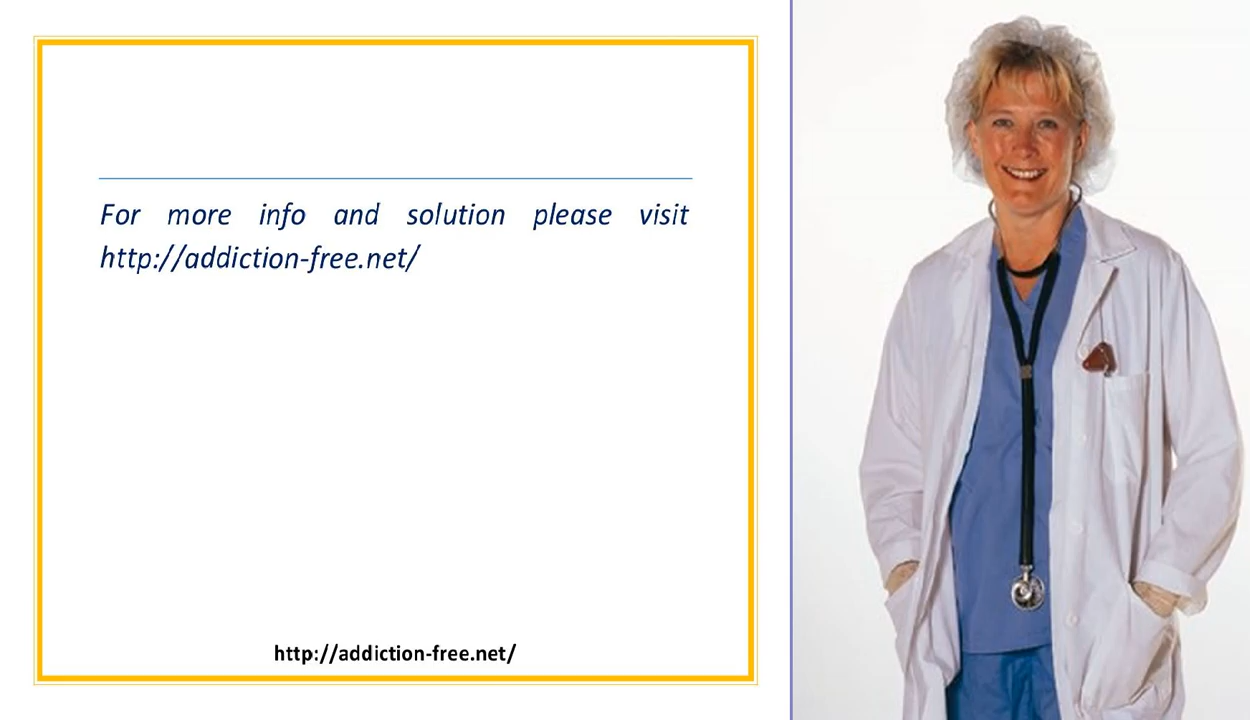 For more info and solution please visit
http://addiction-free.net/
http://addiction-free.net/